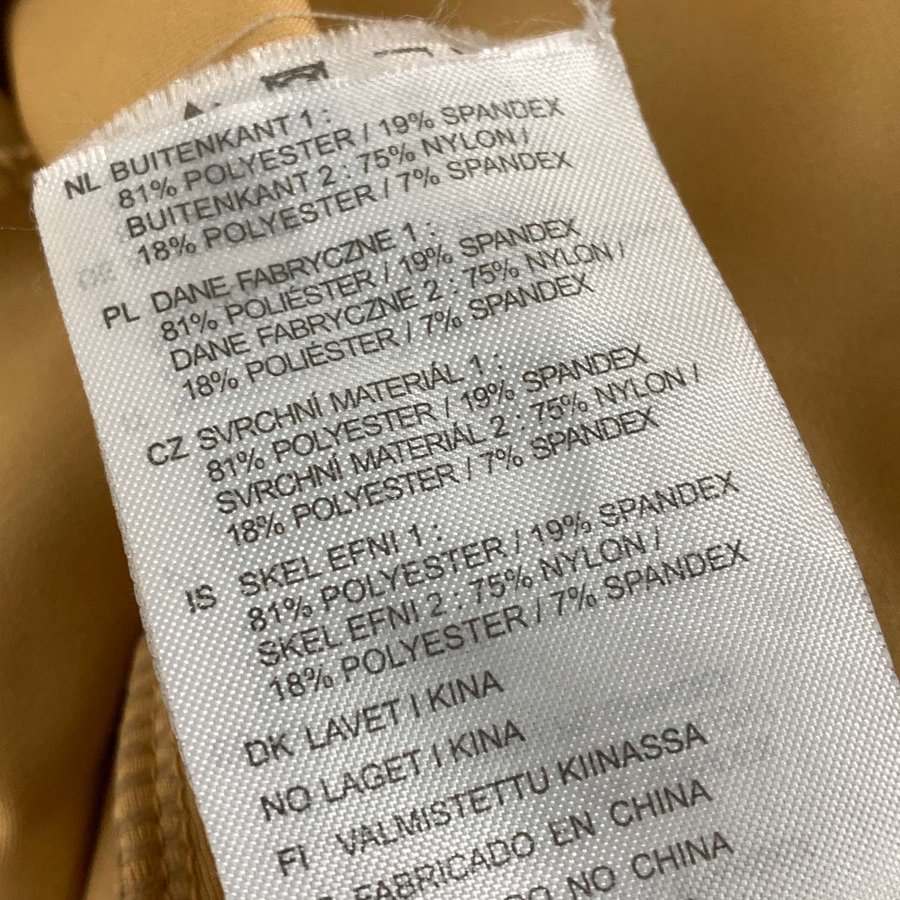 NL BUITENKANT 1 :
81% POLYESTER / 19% SPANDEX
BUITENKANT 2 : 75% NYLON /
18% POLYESTER / 7% SPANDEX
PL DANE FABRYCZNE 1 :
81% POLIÉSTER / 19% SPANDEX
DANE FABRYCZNE 2 : 75% NYLON /
18% POLIÉSTER / 7% SPANDEX
CZ SVRCHNÍ MATERIÁL 1 :
81% POLYESTER / 19% SPANDEX
SVRCHNÍ MATERIÁL 2 : 75% NYLON /
18% POLYESTER / 7% SPANDEX
IS SKEL EFNI 1 :
81% POLYESTER / 19% SPANDEX
SKEL EFNI 2 : 75% NYLON /
18% POLYESTER / 7% SPANDEX
DK LAVET I KINA
NO LAGET I KINA
FI VALMISTETTU KIINASSA
FABRICADO EN CHINA
NO CHINA